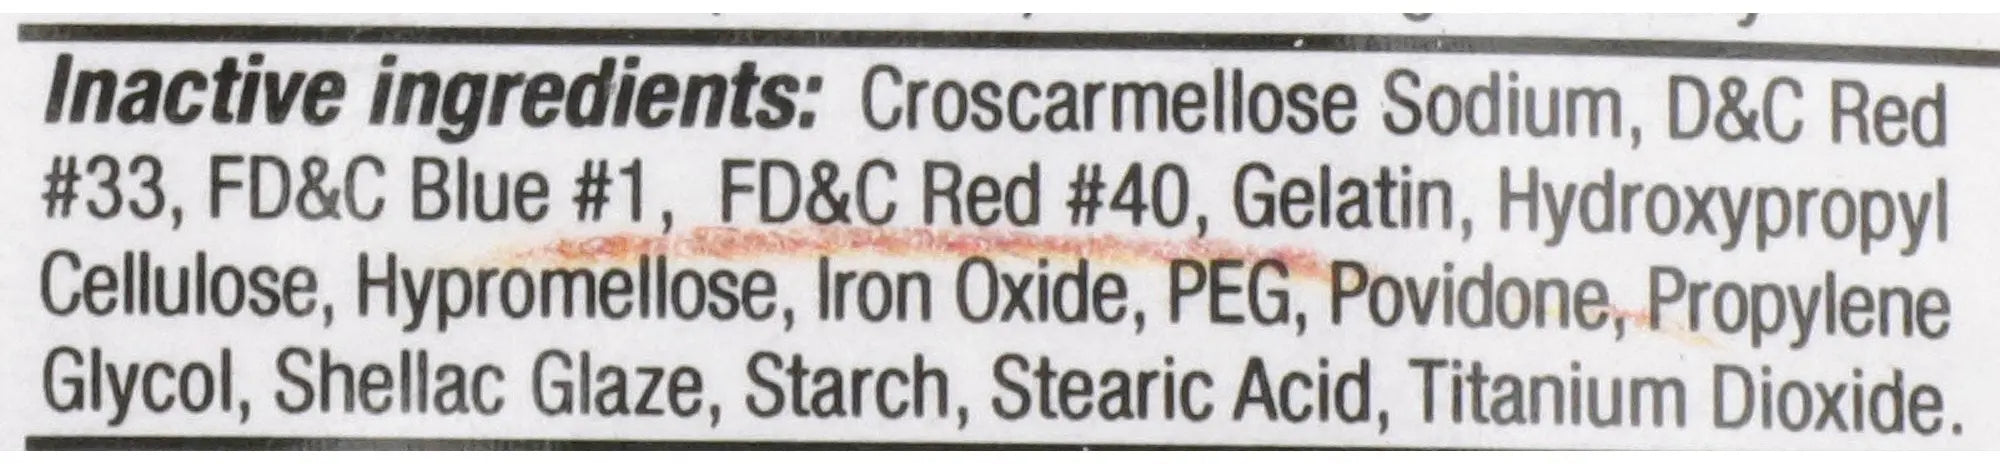 Inactive ingredients: Croscarmellose Sodium, D&C Red
#33, FD&C Blue #1, FD&C Red #40, Gelatin, Hydroxypropyl
Cellulose, Hypromellose, Iron Oxide, PEG, Povidone, Propylene
Glycol, Shellac Glaze, Starch, Stearic Acid, Titanium Dioxide.